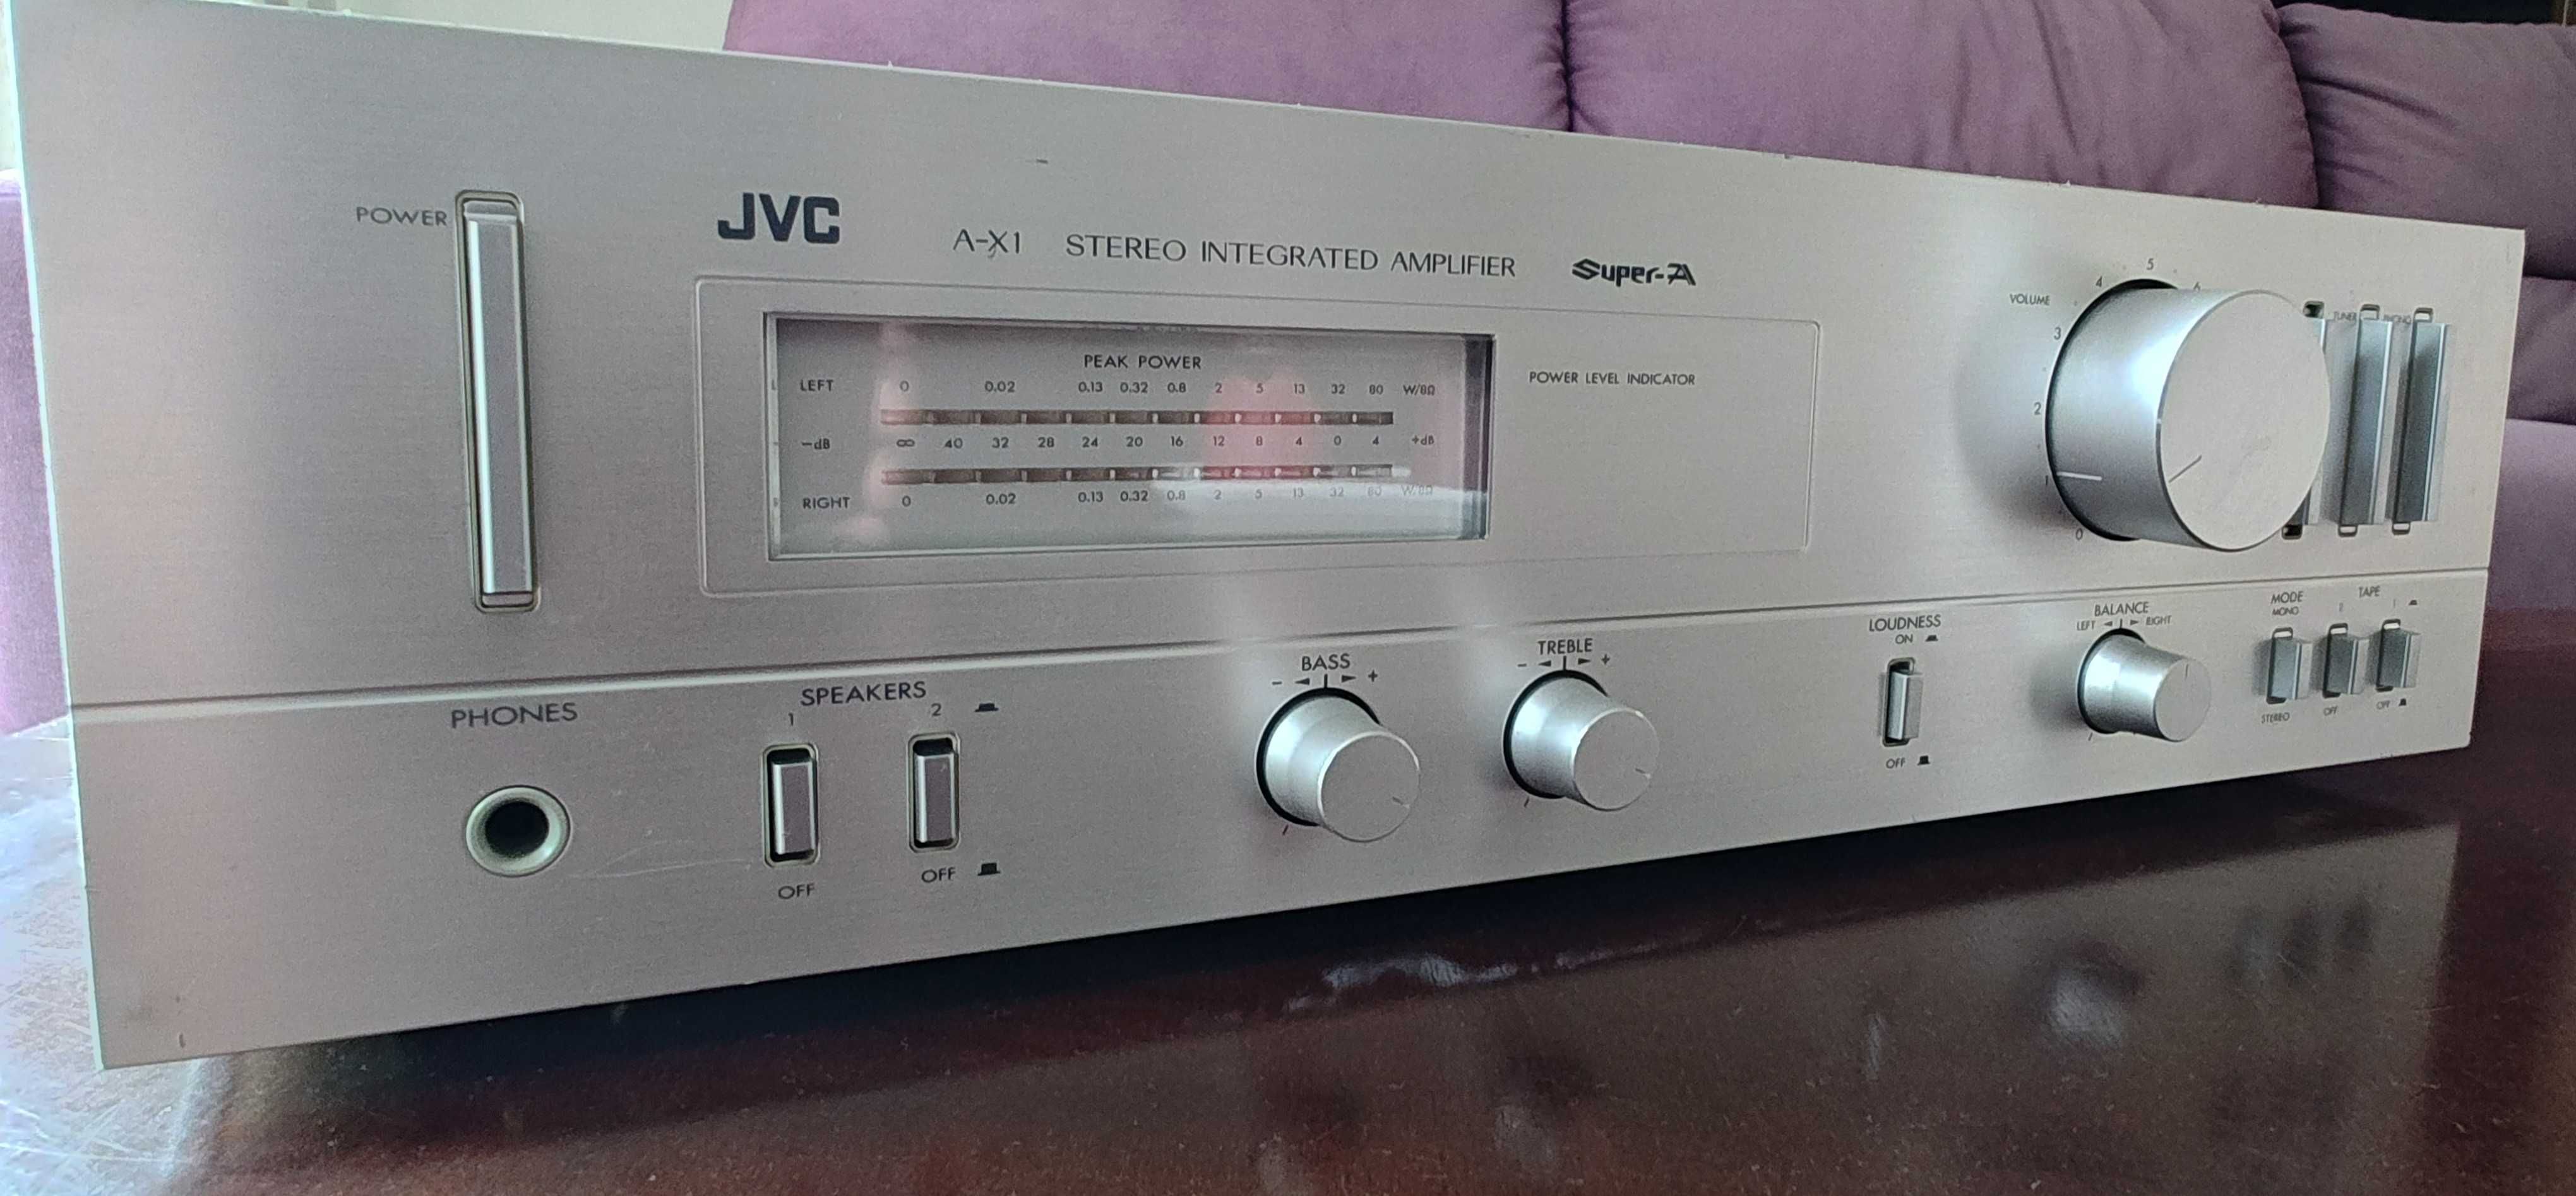 POWER
JVC
A-X1 STEREO INTEGRATED AMPLIFIER Super-A
PEAK POWER
LEFT 0 0.02 0.13 0.32 0.8 2 5 13 32 80 W/8Ω
-dB ∞ 40 32 28 24 20 16 12 8 4 0 4 +dB
RIGHT 0 0.02 0.13 0.32 0.8 2 5 13 32 80 W/8Ω
POWER LEVEL INDICATOR
VOLUME
0 1 2 3 4 5 6
TUNER PHONO
PHONES
SPEAKERS
1 2
OFF OFF
BASS
- +
TREBLE
- +
LOUDNESS
ON
OFF
BALANCE
LEFT RIGHT
MODE
MONO
STEREO
TAPE
2 1
OFF OFF